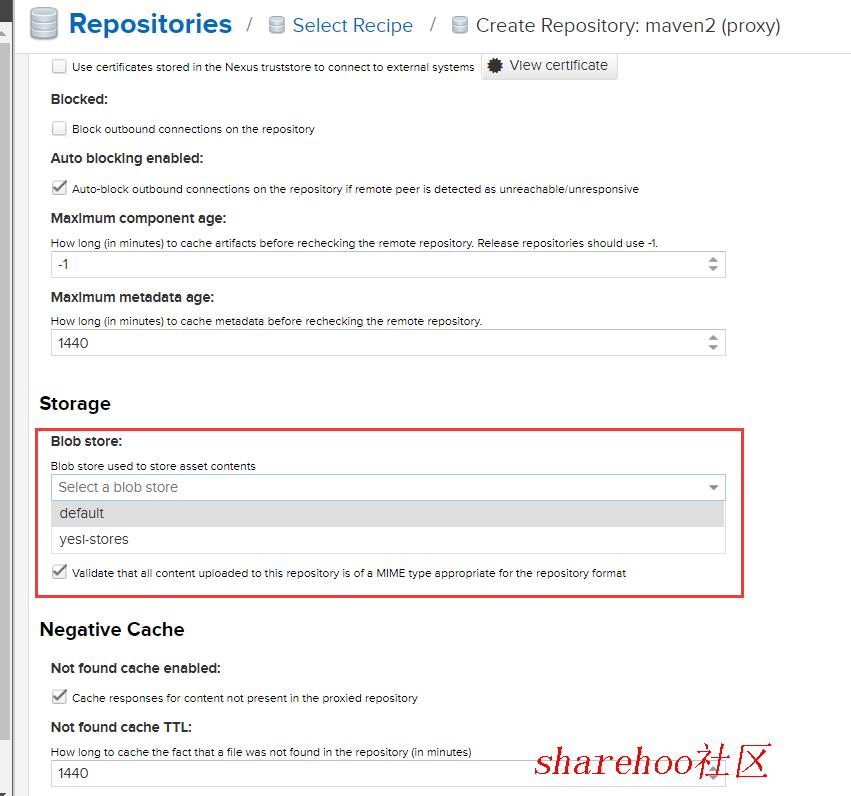 Repositories / Select Recipe / Create Repository: maven2 (proxy)
Use certificates stored in the Nexus truststore to connect to external systems View certificate
Blocked:
Block outbound connections on the repository
Auto blocking enabled:
Auto-block outbound connections on the repository if remote peer is detected as unreachable/unresponsive
Maximum component age:
How long (in minutes) to cache artifacts before rechecking the remote repository. Release repositories should use -1.
-1
Maximum metadata age:
How long (in minutes) to cache metadata before rechecking the remote repository.
1440
Storage
Blob store:
Blob store used to store asset contents
Select a blob store
default
yesl-stores
Validate that all content uploaded to this repository is of a MIME type appropriate for the repository format
Negative Cache
Not found cache enabled:
Cache responses for content not present in the proxied repository
Not found cache TTL:
How long to cache the fact that a file was not found in the repository (in minutes)
1440
sharehoo社区